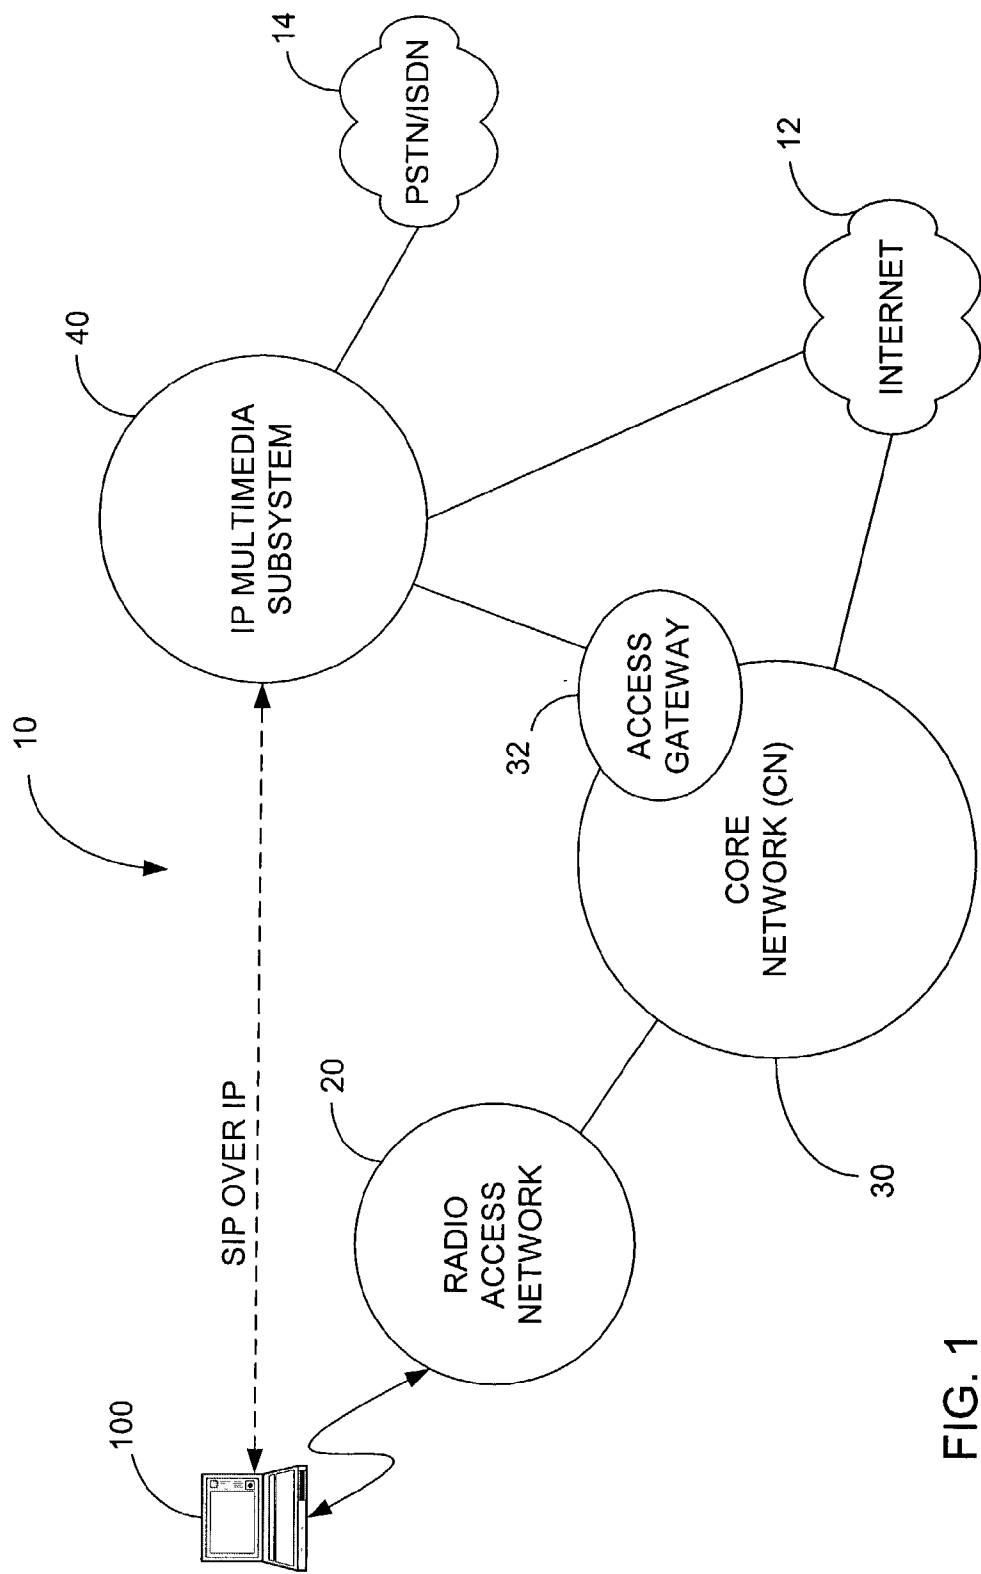 10
100
SIP OVER IP
40
IP MULTIMEDIA
SUBSYSTEM
14
PSTN/ISDN
20
RADIO
ACCESS
NETWORK
32
ACCESS
GATEWAY
12
INTERNET
CORE
NETWORK (CN)
30
FIG. 1